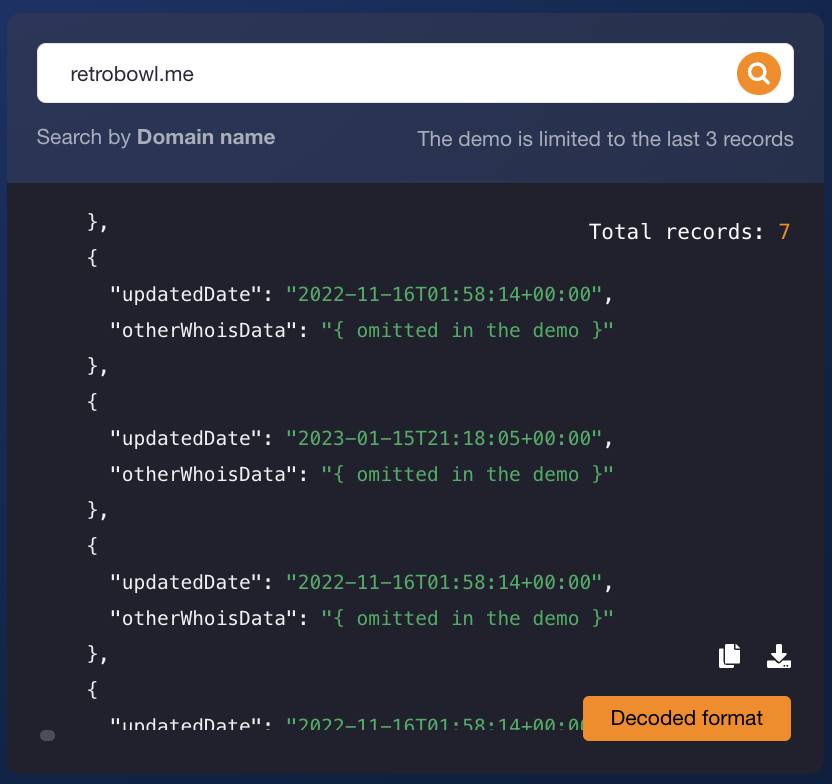 retrobowl.me
Search by Domain name
The demo is limited to the last 3 records
},
Total records: 7
{
"updatedDate": "2022-11-16T01:58:14+00:00",
"otherWhoisData": "{ omitted in the demo }"
},
{
"updatedDate": "2023-01-15T21:18:05+00:00",
"otherWhoisData": "{ omitted in the demo }"
},
{
"updatedDate": "2022-11-16T01:58:14+00:00",
"otherWhoisData": "{ omitted in the demo }"
},
{
"updatedDate": "2022-11-16T01:58:14+00:0
Decoded format